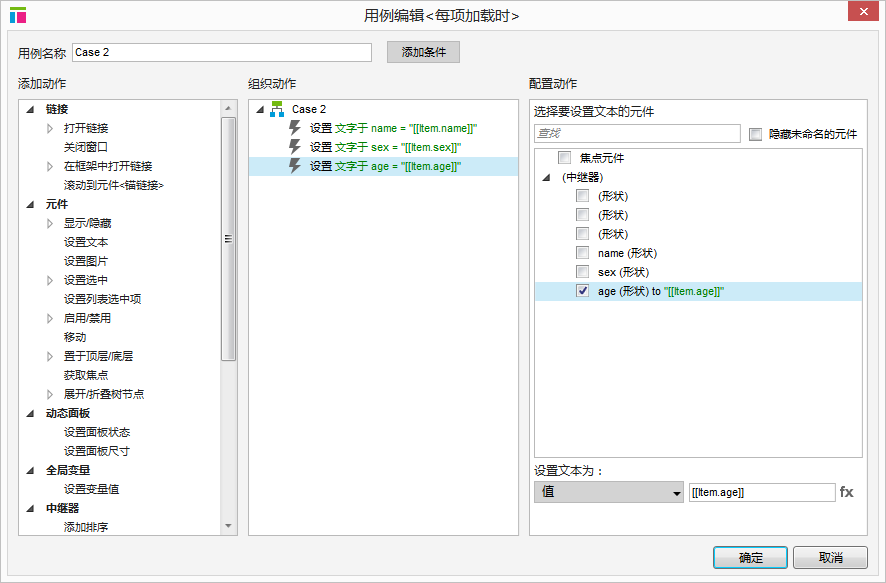 用例编辑<每项加载时>
用例名称 Case 2 添加条件
添加动作
链接
打开链接
关闭窗口
在框架中打开链接
滚动到元件<锚链接>
元件
显示/隐藏
设置文本
设置图片
设置选中
设置列表选中项
启用/禁用
移动
置于顶层/底层
获取焦点
展开/折叠树节点
动态面板
设置面板状态
设置面板尺寸
全局变量
设置变量值
中继器
添加排序
组织动作
Case 2
设置 文字于 name = "[[Item.name]]"
设置 文字于 sex = "[[Item.sex]]"
设置 文字于 age = "[[Item.age]]"
配置动作
选择要设置文本的元件
查找 隐藏未命名的元件
焦点元件
(中继器)
(形状)
(形状)
(形状)
name (形状)
sex (形状)
age (形状) to "[[Item.age]]"
设置文本为：
值 [[Item.age]] fx
确定 取消